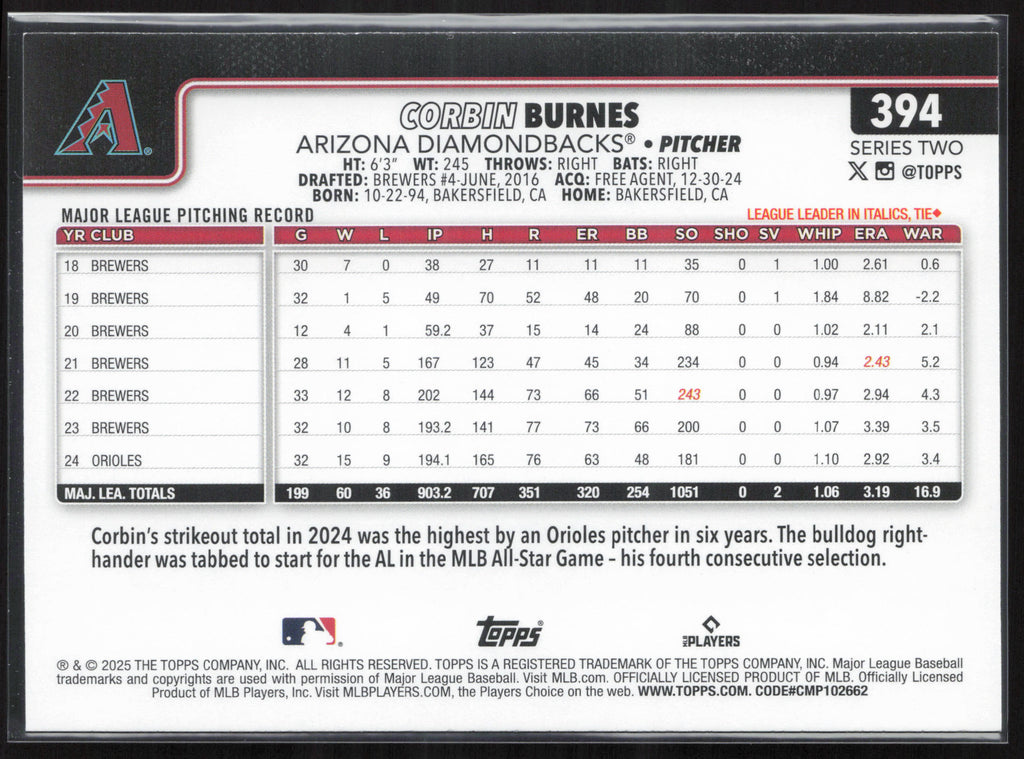 CORBIN BURNES
394
ARIZONA DIAMONDBACKS® • PITCHER
SERIES TWO
HT: 6'3" WT: 245 THROWS: RIGHT BATS: RIGHT
@TOPPS
DRAFTED: BREWERS #4-JUNE, 2016 ACQ: FREE AGENT, 12-30-24
BORN: 10-22-94, BAKERSFIELD, CA HOME: BAKERSFIELD, CA
MAJOR LEAGUE PITCHING RECORD LEAGUE LEADER IN ITALICS, TIE♦
YR CLUB G W L IP H R ER BB SO SHO SV WHIP ERA WAR
18 BREWERS 30 7 0 38 27 11 11 11 35 0 1 1.00 2.61 0.6
19 BREWERS 32 1 5 49 70 52 48 20 70 0 1 1.84 8.82 -2.2
20 BREWERS 12 4 1 59.2 37 15 14 24 88 0 0 1.02 2.11 2.1
21 BREWERS 28 11 5 167 123 47 45 34 234 0 0 0.94 2.43 5.2
22 BREWERS 33 12 8 202 144 73 66 51 243 0 0 0.97 2.94 4.3
23 BREWERS 32 10 8 193.2 141 77 73 66 200 0 0 1.07 3.39 3.5
24 ORIOLES 32 15 9 194.1 165 76 63 48 181 0 0 1.10 2.92 3.4
MAJ. LEA. TOTALS 199 60 36 903.2 707 351 320 254 1051 0 2 1.06 3.19 16.9
Corbin's strikeout total in 2024 was the highest by an Orioles pitcher in six years. The bulldog right-
hander was tabbed to start for the AL in the MLB All-Star Game – his fourth consecutive selection.
Topps® MLB PLAYERS
® & © 2025 THE TOPPS COMPANY, INC. ALL RIGHTS RESERVED. TOPPS IS A REGISTERED TRADEMARK OF THE TOPPS COMPANY, INC. Major League Baseball
trademarks and copyrights are used with permission of Major League Baseball. Visit MLB.com. OFFICIALLY LICENSED PRODUCT OF MLB. Officially Licensed
Product of MLB Players, Inc. Visit MLBPLAYERS.COM, the Players Choice on the web. WWW.TOPPS.COM. CODE#CMP102662